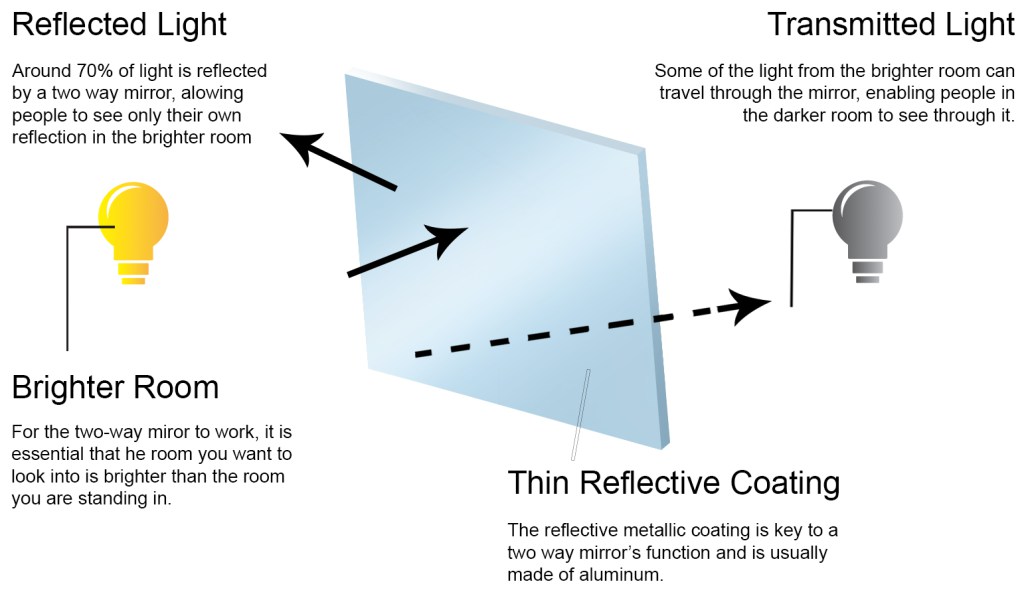 Reflected Light
Around 70% of light is reflected
by a two way mirror, alowing
people to see only their own
reflection in the brighter room
Transmitted Light
Some of the light from the brighter room can
travel through the mirror, enabling people in
the darker room to see through it.
Brighter Room
For the two-way miror to work, it is
essential that he room you want to
look into is brighter than the room
you are standing in.
Thin Reflective Coating
The reflective metallic coating is key to a
two way mirror's function and is usually
made of aluminum.